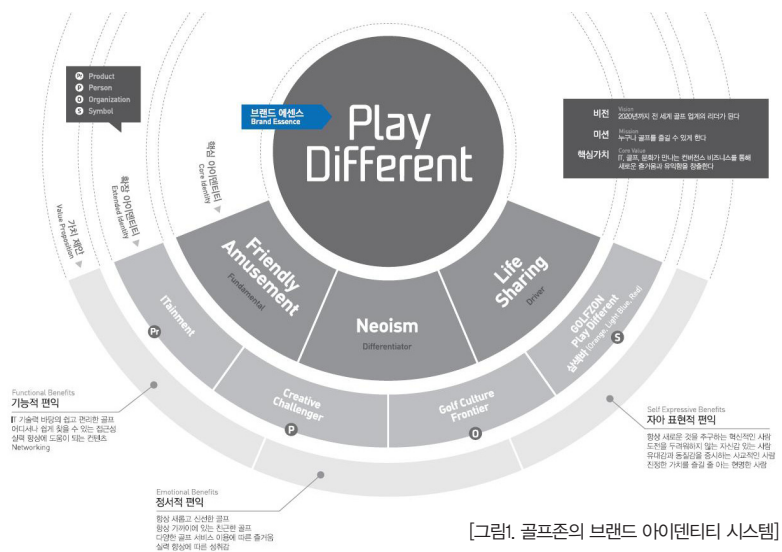 Pr Product
P Person
O Organization
S Symbol
브랜드 에센스
Brand Essence
Play
Different
비전
Vision
2020년까지 전 세계 골프 업계의 리더가 된다
미션
Mission
누구나 골프를 즐길 수 있게 한다
핵심가치
Core Value
IT, 골프, 문화가 만나는 컨버전스 비즈니스를 통해
새로운 즐거움과 유익함을 창출한다
핵심 아이덴티티
Core Identity
확장 아이덴티티
Extended Identity
가치 제안
Value Proposition
Friendly
Amusement
Fundamental
Neoism
Differentiator
Life
Sharing
Driver
ITainment
Pr
Creative
Challenger
P
Golf Culture
Frontier
O
GOLFZON
Play Different
삼색바 (Orange, Light Blue, Red)
S
Functional Benefits
기능적 편익
IT 기술력 바탕의 쉽고 편리한 골프
어디서나 쉽게 찾을 수 있는 접근성
실력 향상에 도움이 되는 컨텐츠
Networking
Emotional Benefits
정서적 편익
항상 새롭고 신선한 골프
항상 가까이에 있는 친근한 골프
다양한 골프 서비스 이용에 따른 즐거움
실력 향상에 따른 성취감
Self Expressive Benefits
자아 표현적 편익
항상 새로운 것을 추구하는 혁신적인 사람
도전을 두려워하지 않는 자신감 있는 사람
유대감과 동질감을 중시하는 사교적인 사람
진정한 가치를 즐길 줄 아는 현명한 사람
[그림1. 골프존의 브랜드 아이덴티티 시스템]